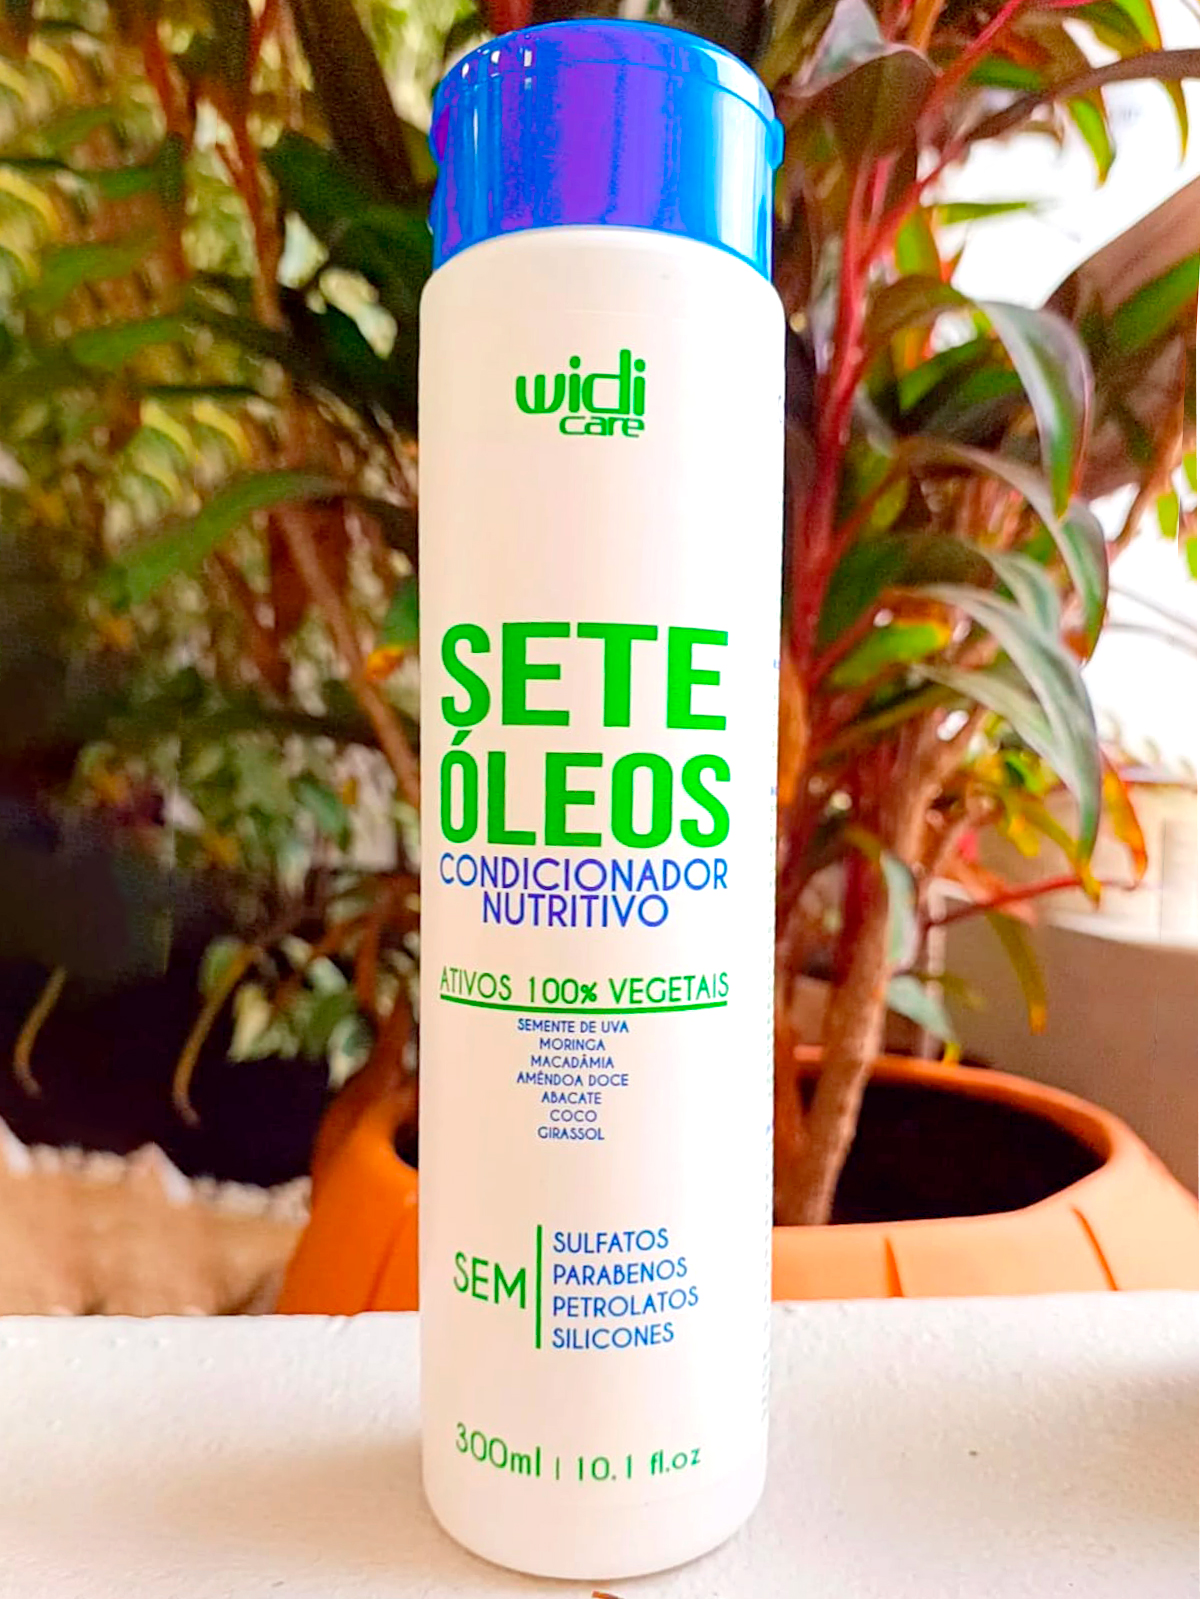 widi
care
SETE
ÓLEOS
CONDICIONADOR
NUTRITIVO
ATIVOS 100% VEGETAIS
SEMENTE DE UVA
MORINGA
MACADÂMIA
AMÊNDOA DOCE
ABACATE
COCO
GIRASSOL
SEM
SULFATOS
PARABENOS
PETROLATOS
SILICONES
300ml | 10.1 fl.oz